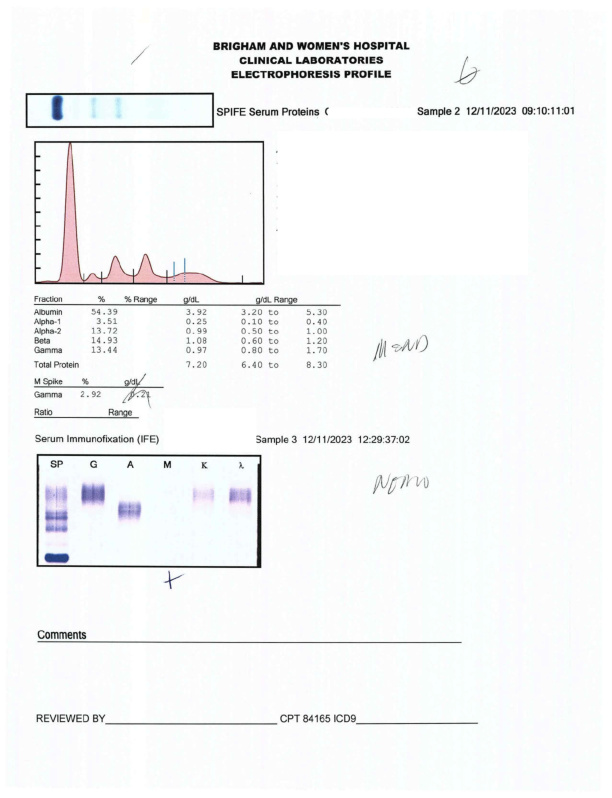 BRIGHAM AND WOMEN'S HOSPITAL
CLINICAL LABORATORIES
ELECTROPHORESIS PROFILE
SPIFE Serum Proteins ( Sample 2 12/11/2023 09:10:11:01
Fraction % % Range g/dL g/dL Range
Albumin 54.39 3.92 3.20 to 5.30
Alpha-1 3.51 0.25 0.10 to 0.40
Alpha-2 13.72 0.99 0.50 to 1.00
Beta 14.93 1.08 0.60 to 1.20
Gamma 13.44 0.97 0.80 to 1.70
Total Protein 7.20 6.40 to 8.30
M Spike % g/dL
Gamma 2.92 0.21
Ratio Range
Serum Immunofixation (IFE) Sample 3 12/11/2023 12:29:37:02
SP G A M K λ
Comments
REVIEWED BY CPT 84165 ICD9